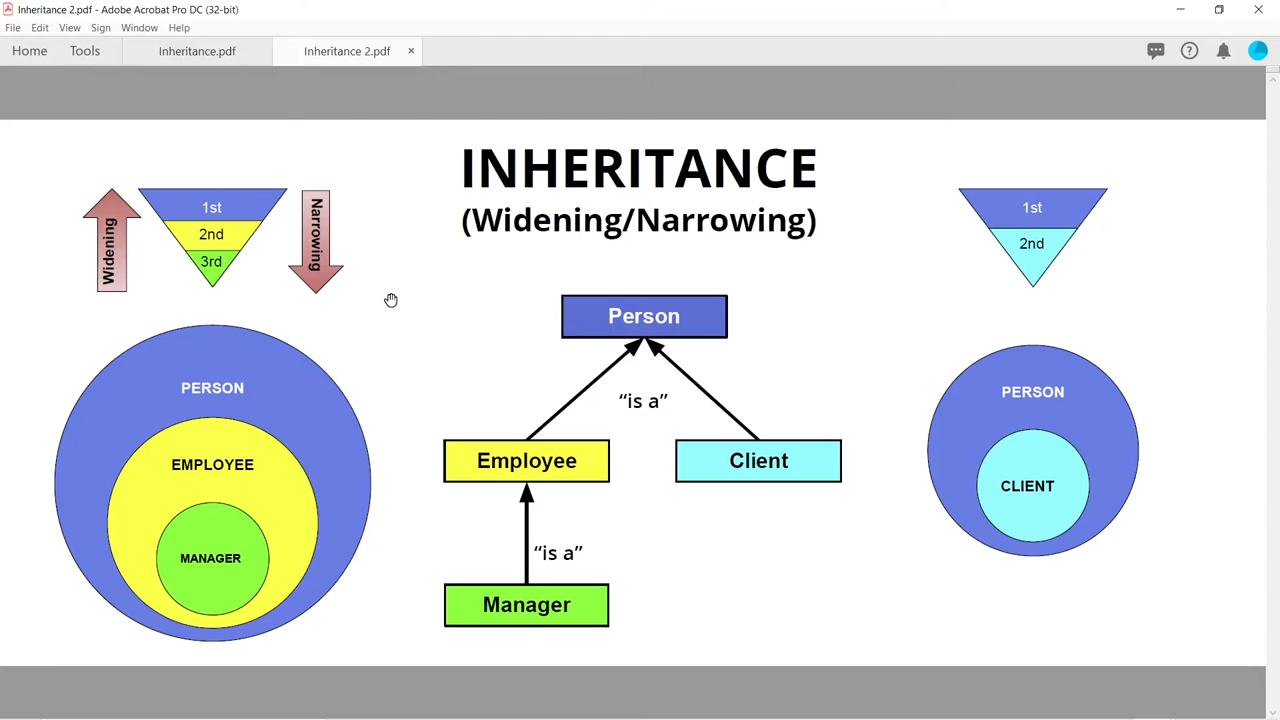 Inheritance 2.pdf - Adobe Acrobat Pro DC (32-bit)
File Edit View Sign Window Help
Home Tools Inheritance.pdf Inheritance 2.pdf
INHERITANCE
(Widening/Narrowing)
Widening
1st
2nd
3rd
Narrowing
PERSON
EMPLOYEE
MANAGER
Person
“is a”
Employee
Client
“is a”
Manager
1st
2nd
PERSON
CLIENT